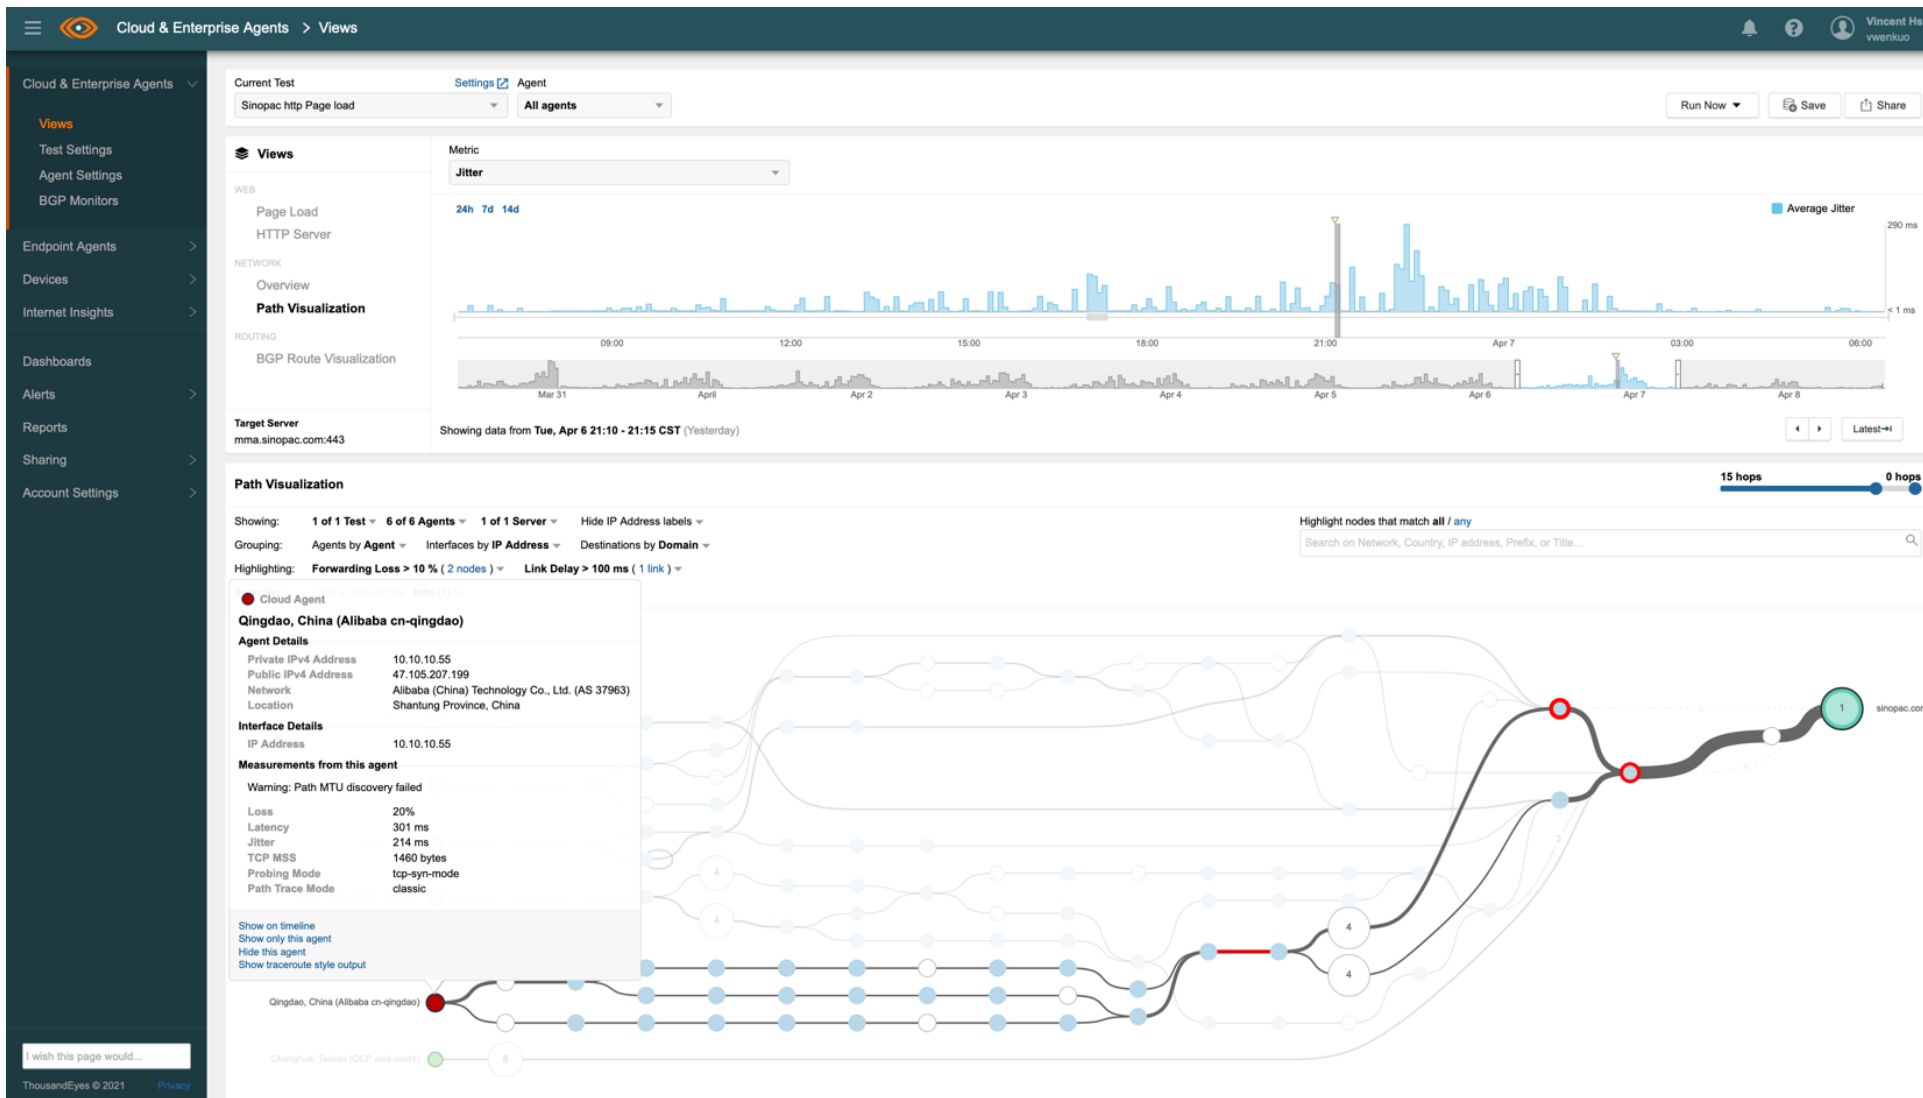 Cloud & Enterprise Agents > Views
Vincent Hs
vwenkuo
Cloud & Enterprise Agents
Views
Test Settings
Agent Settings
BGP Monitors
Endpoint Agents
Devices
Internet Insights
Dashboards
Alerts
Reports
Sharing
Account Settings
I wish this page would...
ThousandEyes © 2021 Privacy
Current Test Settings Agent
Sinopac http Page load All agents
Run Now Save Share
Views
WEB
Page Load
HTTP Server
NETWORK
Overview
Path Visualization
ROUTING
BGP Route Visualization
Target Server
mma.sinopac.com:443
Metric
Jitter
24h 7d 14d
Average Jitter
290 ms
< 1 ms
09:00 12:00 15:00 18:00 21:00 Apr 7 03:00 06:00
Mar 31 April Apr 2 Apr 3 Apr 4 Apr 5 Apr 6 Apr 7 Apr 8
Showing data from Tue, Apr 6 21:10 - 21:15 CST (Yesterday)
Latest
Path Visualization
15 hops 0 hops
Showing: 1 of 1 Test 6 of 6 Agents 1 of 1 Server Hide IP Address labels
Grouping: Agents by Agent Interfaces by IP Address Destinations by Domain
Highlighting: Forwarding Loss > 10 % ( 2 nodes ) Link Delay > 100 ms ( 1 link )
Highlight nodes that match all / any
Search on Network, Country, IP address, Prefix, or Title...
Info (1)
Cloud Agent
Qingdao, China (Alibaba cn-qingdao)
Agent Details
Private IPv4 Address 10.10.10.55
Public IPv4 Address 47.105.207.199
Network Alibaba (China) Technology Co., Ltd. (AS 37963)
Location Shantung Province, China
Interface Details
IP Address 10.10.10.55
Measurements from this agent
Warning: Path MTU discovery failed
Loss 20%
Latency 301 ms
Jitter 214 ms
TCP MSS 1460 bytes
Probing Mode tcp-syn-mode
Path Trace Mode classic
Show on timeline
Show only this agent
Hide this agent
Show traceroute style output
1
sinopac.cor
2
4
4
4
4
Qingdao, China (Alibaba cn-qingdao)
Changhua, Taiwan (GCP asia-east1)
6